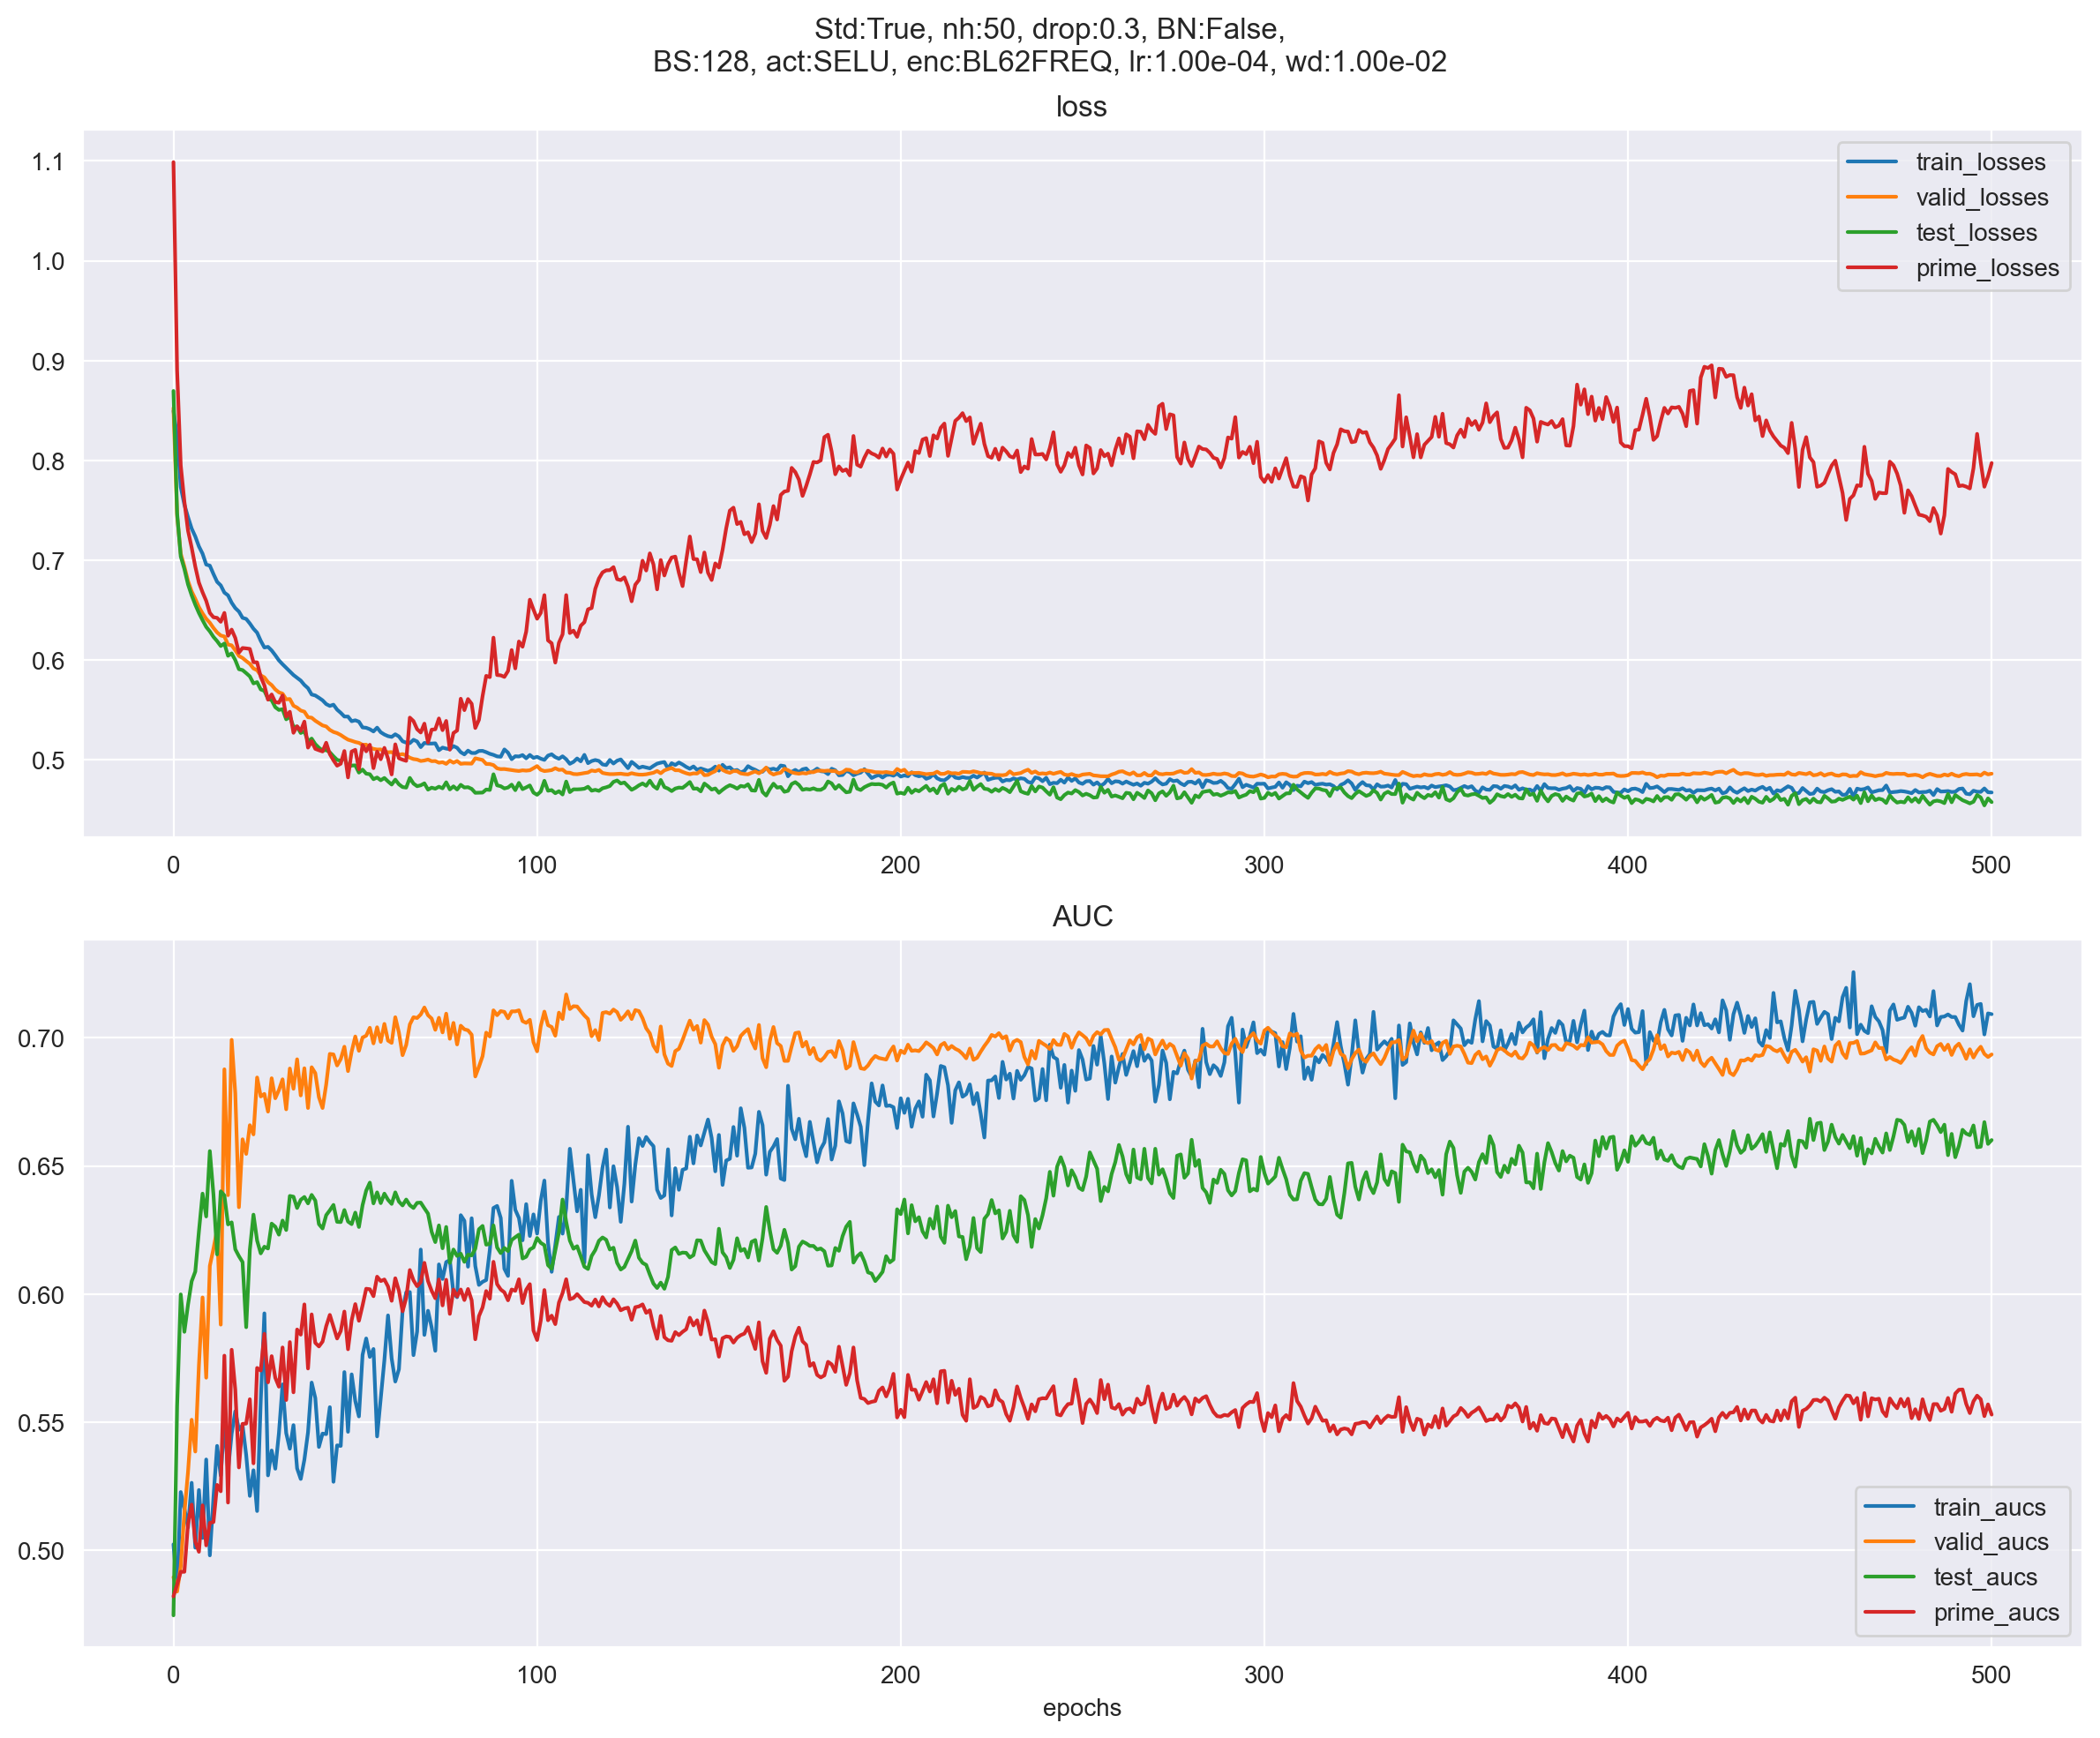 Std:True, nh:50, drop:0.3, BN:False,
BS:128, act:SELU, enc:BL62FREQ, lr:1.00e-04, wd:1.00e-02
loss
1.1
1.0
0.9
0.8
0.7
0.6
0.5
train_losses
valid_losses
test_losses
prime_losses
0 100 200 300 400 500
AUC
0.70
0.65
0.60
0.55
0.50
train_aucs
valid_aucs
test_aucs
prime_aucs
0 100 200 300 400 500
epochs